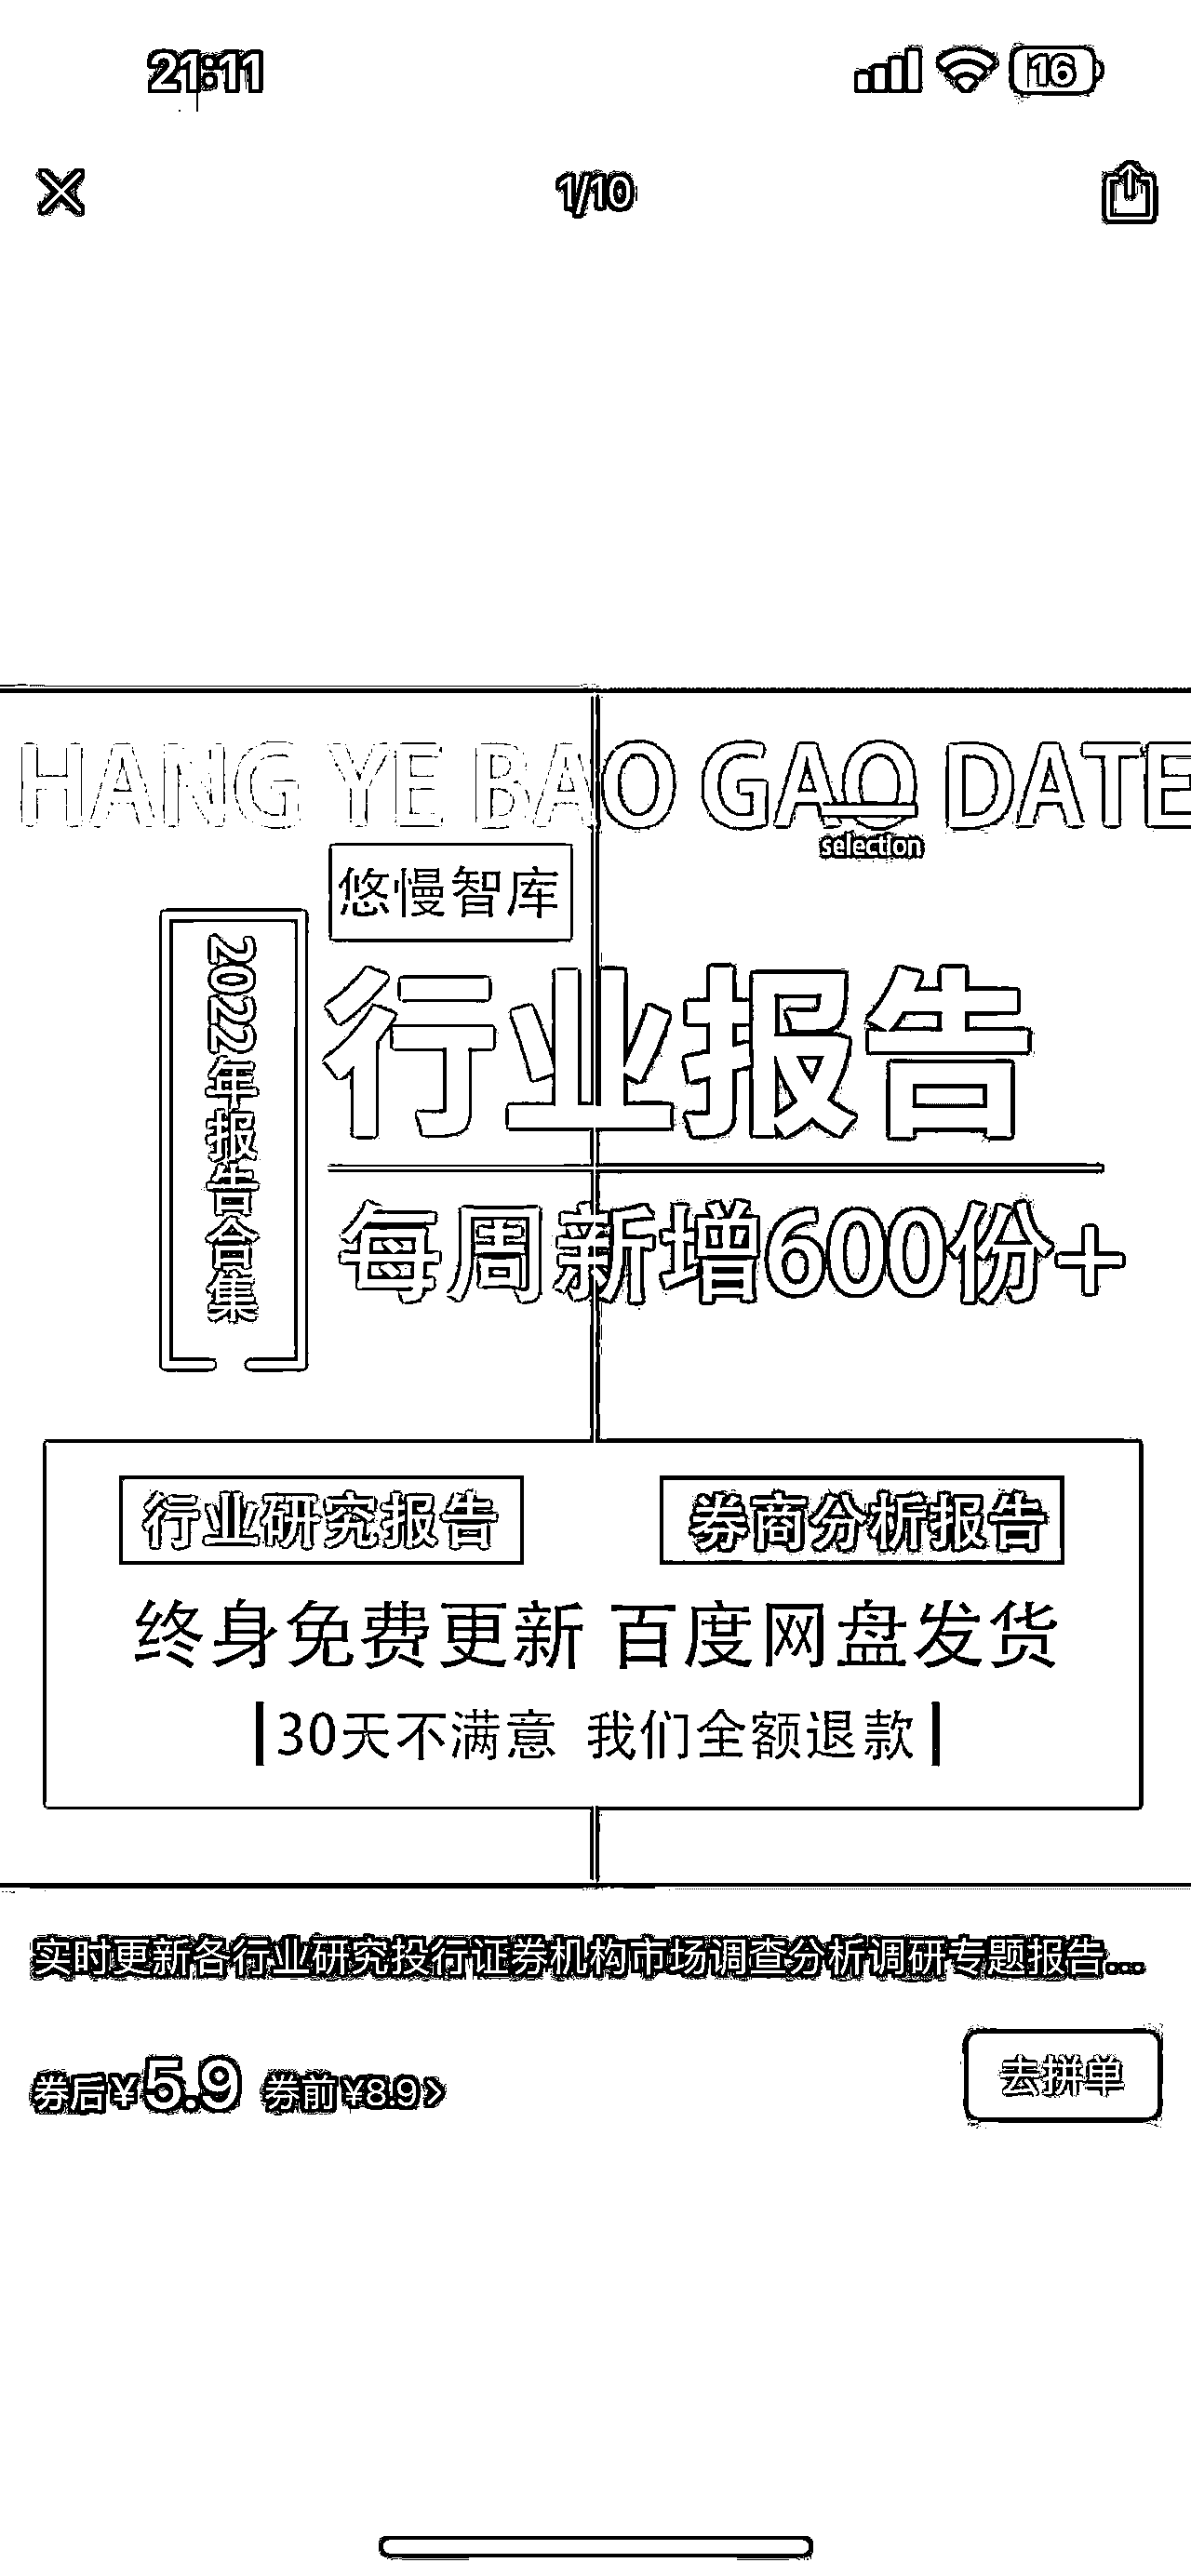 21:11
16
1/10
HANG YE BAO GAO DATE
selection
悠慢智库
2022年报告合集
行业报告
每周新增600份+
行业研究报告
券商分析报告
终身免费更新 百度网盘发货
30天不满意 我们全额退款
实时更新各行业研究投行证券机构市场调查分析调研专题报告...
券后¥5.9 券前¥8.9>
去拼单